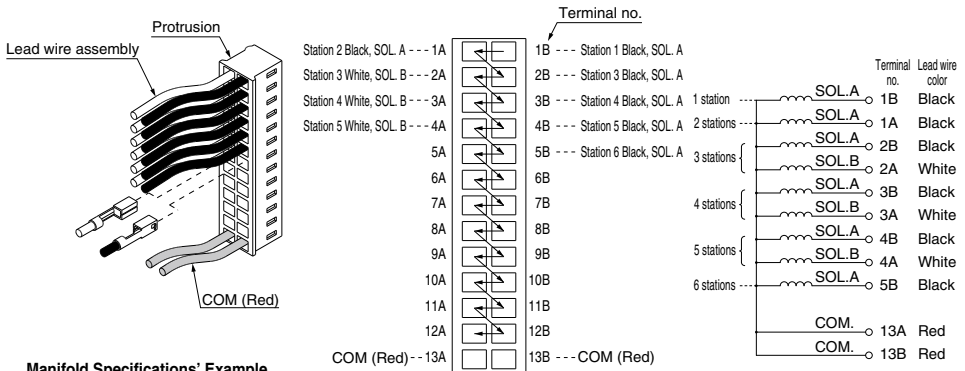 Terminal no.
Protrusion
Lead wire assembly
COM (Red)
Station 2 Black, SOL. A --- 1A
1B --- Station 1 Black, SOL. A
Station 3 White, SOL. B --- 2A
2B --- Station 3 Black, SOL. A
Station 4 White, SOL. B --- 3A
3B --- Station 4 Black, SOL. A
Station 5 White, SOL. B --- 4A
4B --- Station 5 Black, SOL. A
5A
5B --- Station 6 Black, SOL. A
6A
6B
7A
7B
8A
8B
9A
9B
10A
10B
11A
11B
12A
12B
COM (Red) -- 13A
13B --- COM (Red)
Terminal no.
Lead wire color
1 station SOL.A 1B Black
2 stations SOL.A 1A Black
3 stations SOL.A 2B Black
SOL.B 2A White
4 stations SOL.A 3B Black
SOL.B 3A White
5 stations SOL.A 4B Black
SOL.B 4A White
6 stations SOL.A 5B Black
COM. 13A Red
COM. 13B Red
Manifold Specifications' Example